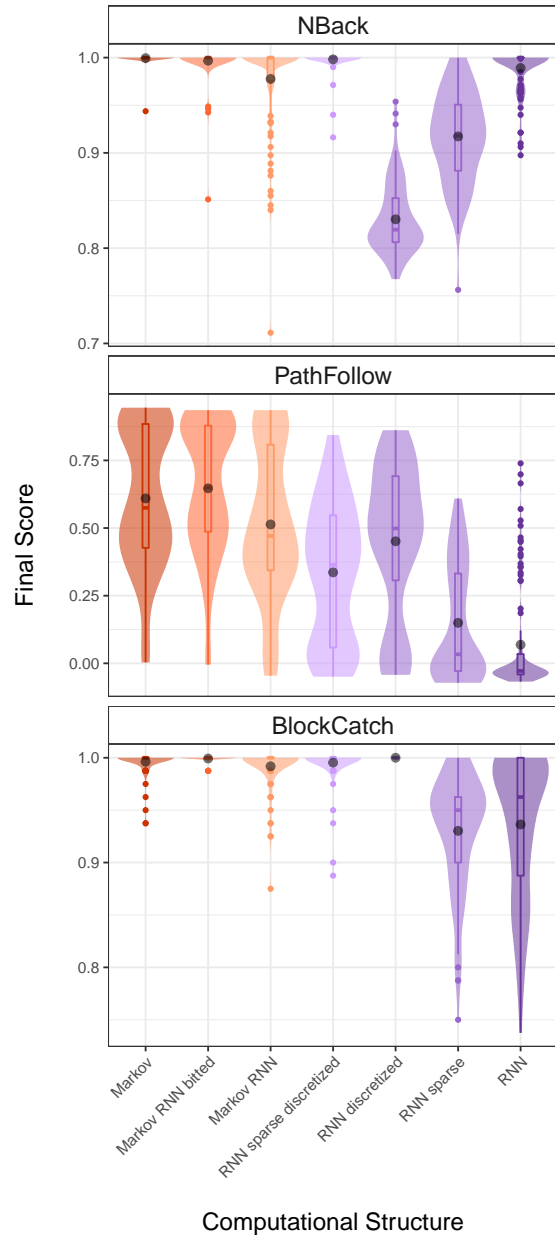 NBack
1.0
0.9
0.8
0.7
PathFollow
0.75
0.50
0.25
0.00
BlockCatch
1.0
0.9
0.8
Final Score
Markov
Markov RNN bitted
Markov RNN
RNN sparse discretized
RNN discretized
RNN sparse
RNN
Computational Structure